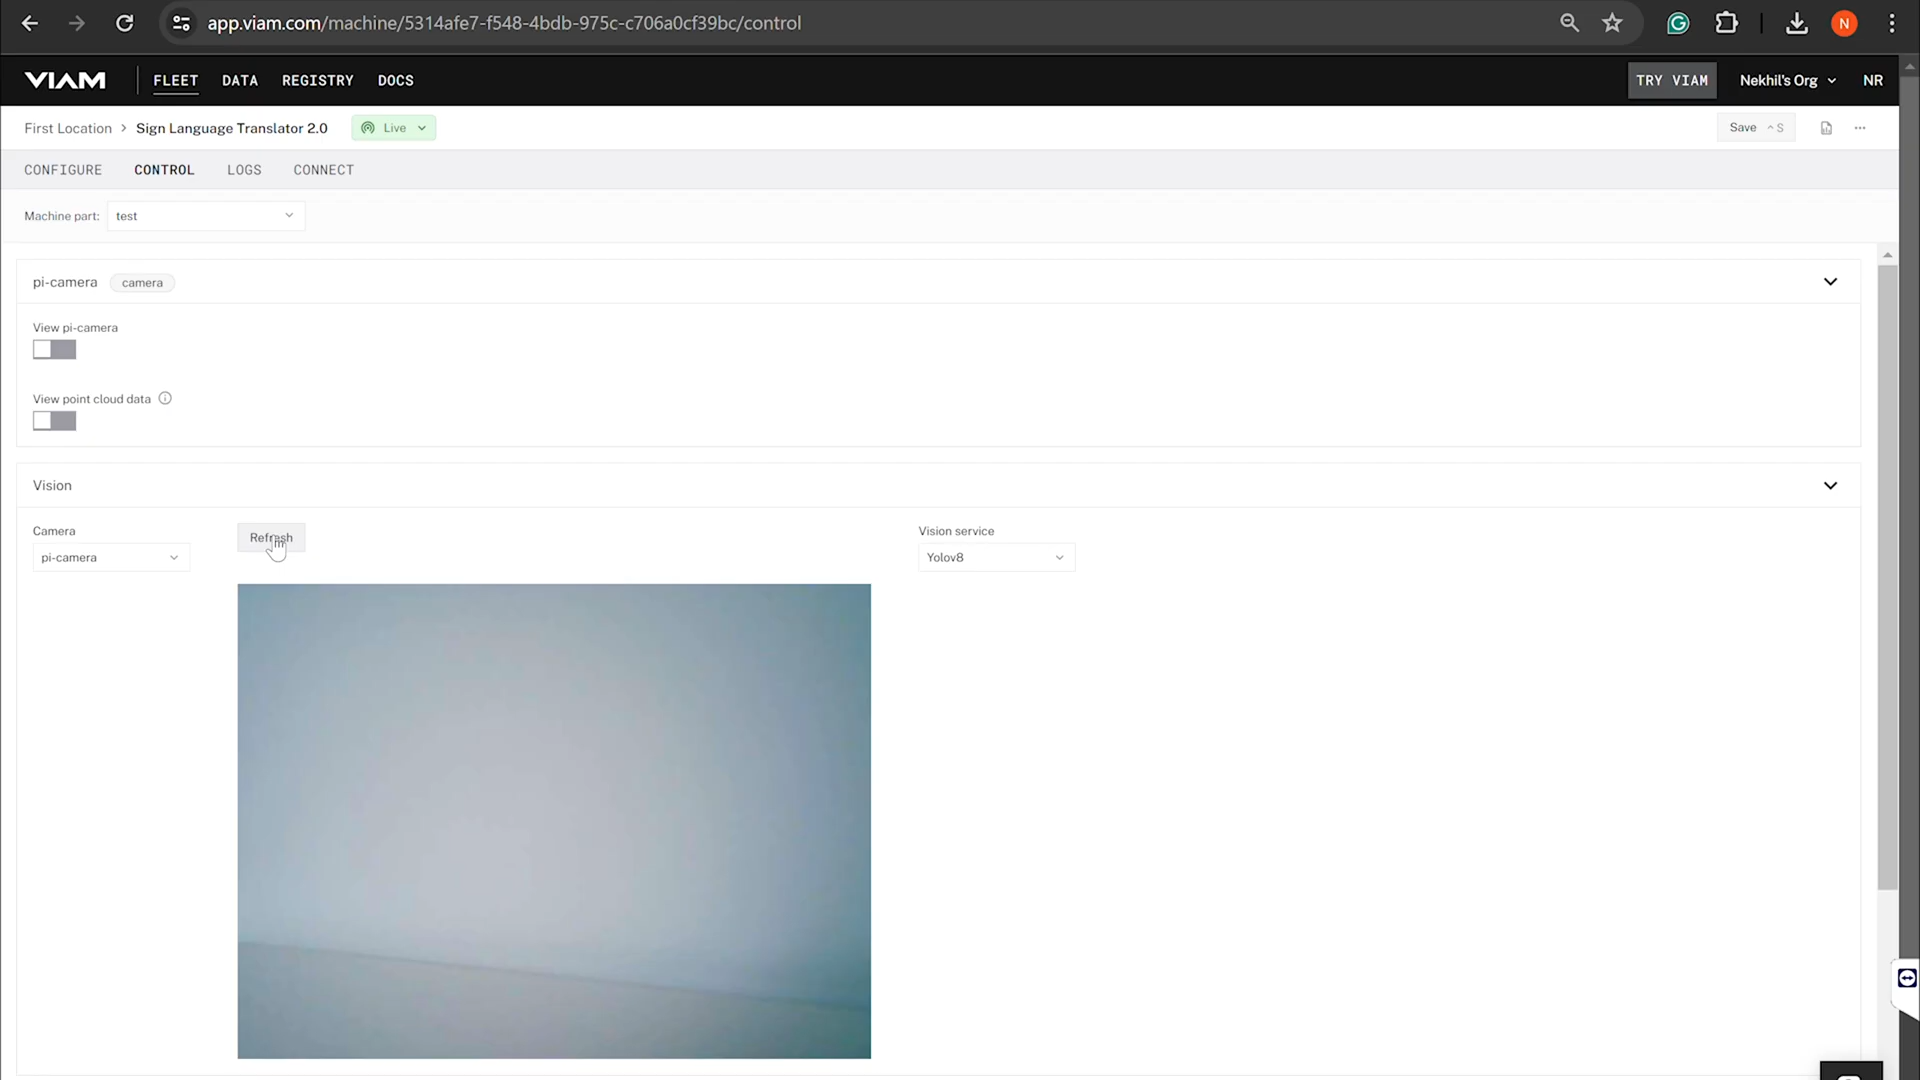 app.viam.com/machine/5314afe7-f548-4bdb-975c-c706a0cf39bc/control
N
VIAM
FLEET
DATA
REGISTRY
DOCS
TRY VIAM
Nekhil's Org
NR
First Location > Sign Language Translator 2.0
Live
Save ^ S
CONFIGURE
CONTROL
LOGS
CONNECT
Machine part:
test
pi-camera
camera
View pi-camera
View point cloud data
Vision
Camera
pi-camera
Refresh
Vision service
Yolov8